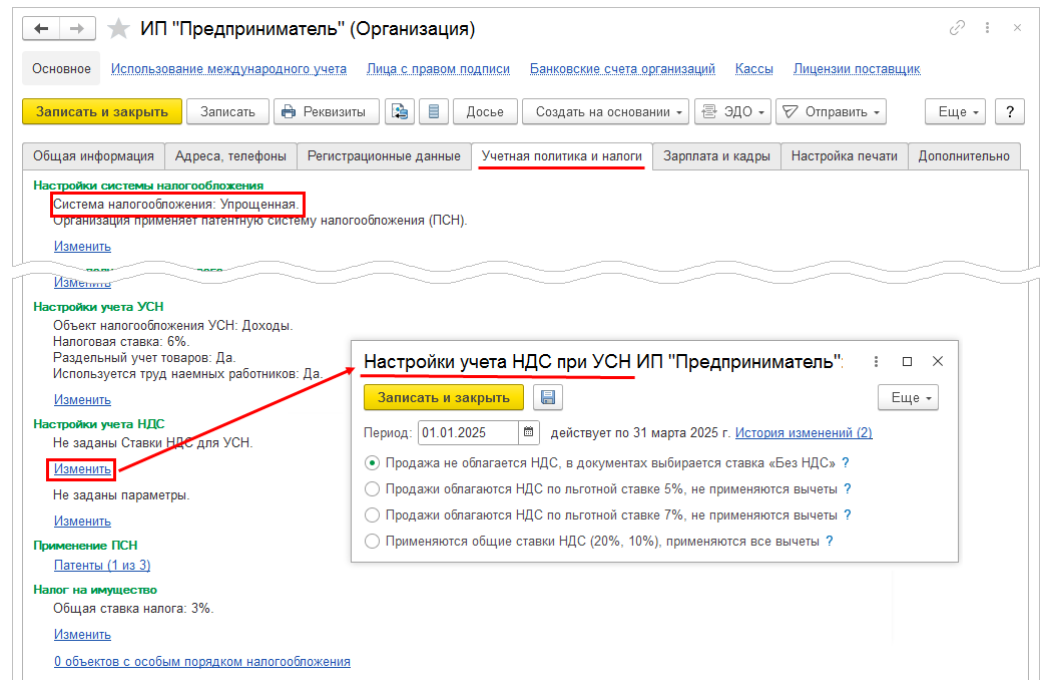 ИП "Предприниматель" (Организация)
Основное Использование международного учета Лица с правом подписи Банковские счета организаций Кассы Лицензии поставщик
Записать и закрыть Записать Реквизиты Досье Создать на основании ЭДО Отправить Еще ?
Общая информация Адреса, телефоны Регистрационные данные Учетная политика и налоги Зарплата и кадры Настройка печати Дополнительно
Настройки системы налогообложения
Система налогообложения: Упрощенная.
Организация применяет патентную систему налогообложения (ПСН).
Изменить
Изменить
Настройки учета УСН
Объект налогообложения УСН: Доходы.
Налоговая ставка: 6%.
Раздельный учет товаров: Да.
Используется труд наемных работников: Да.
Изменить
Настройки учета НДС
Не заданы Ставки НДС для УСН.
Изменить
Не заданы параметры.
Изменить
Применение ПСН
Патенты (1 из 3)
Налог на имущество
Общая ставка налога: 3%.
Изменить
0 объектов с особым порядком налогообложения
Настройки учета НДС при УСН ИП "Предприниматель":
Записать и закрыть Еще
Период: 01.01.2025 действует по 31 марта 2025 г. История изменений (2)
Продажа не облагается НДС, в документах выбирается ставка «Без НДС» ?
Продажи облагаются НДС по льготной ставке 5%, не применяются вычеты ?
Продажи облагаются НДС по льготной ставке 7%, не применяются вычеты ?
Применяются общие ставки НДС (20%, 10%), применяются все вычеты ?